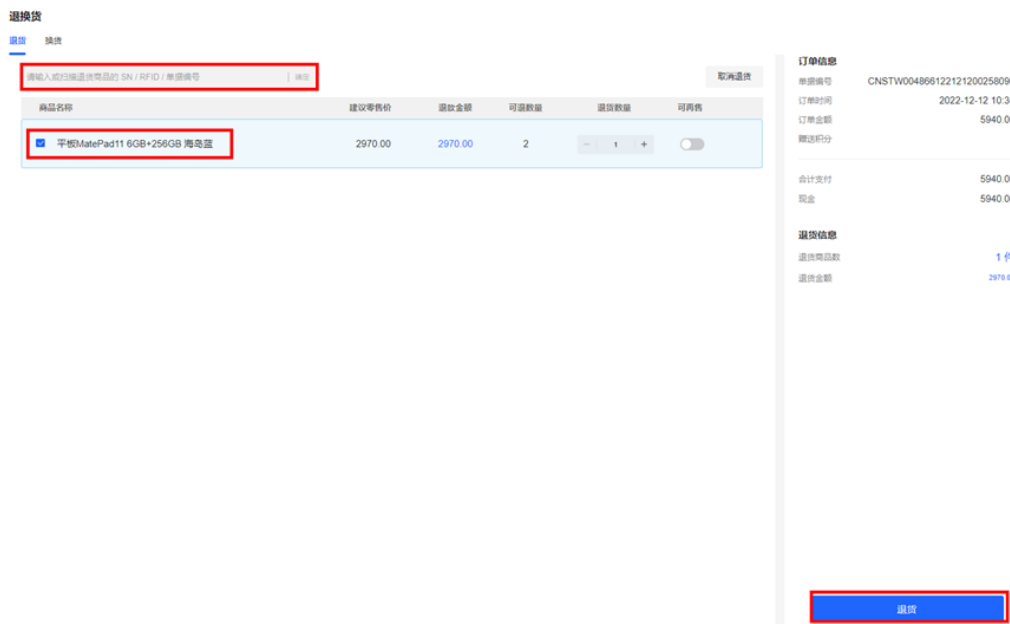 退换货
退货 换货
请输入或扫描退货商品的 SN / RFID / 单据编号 | 确定
取消退货
商品名称 建议零售价 退款金额 可退数量 退货数量 可再售
平板MatePad11 6GB+256GB 海岛蓝 2970.00 2970.00 2 − 1 +
订单信息
单据编号 CNSTW00486612212120025809
订单时间 2022-12-12 10:3
订单金额 5940.0
赠送积分
合计支付 5940.0
现金 5940.0
退货信息
退货商品数 1 件
退货金额 2970.0
退货